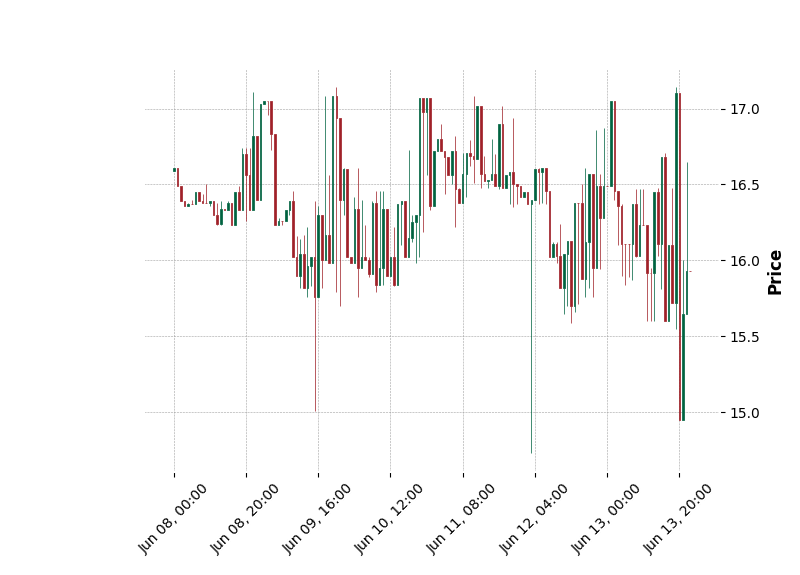 17.0
16.5
16.0
15.5
15.0
Price
Jun 08, 00:00
Jun 08, 20:00
Jun 09, 16:00
Jun 10, 12:00
Jun 11, 08:00
Jun 12, 04:00
Jun 13, 00:00
Jun 13, 20:00